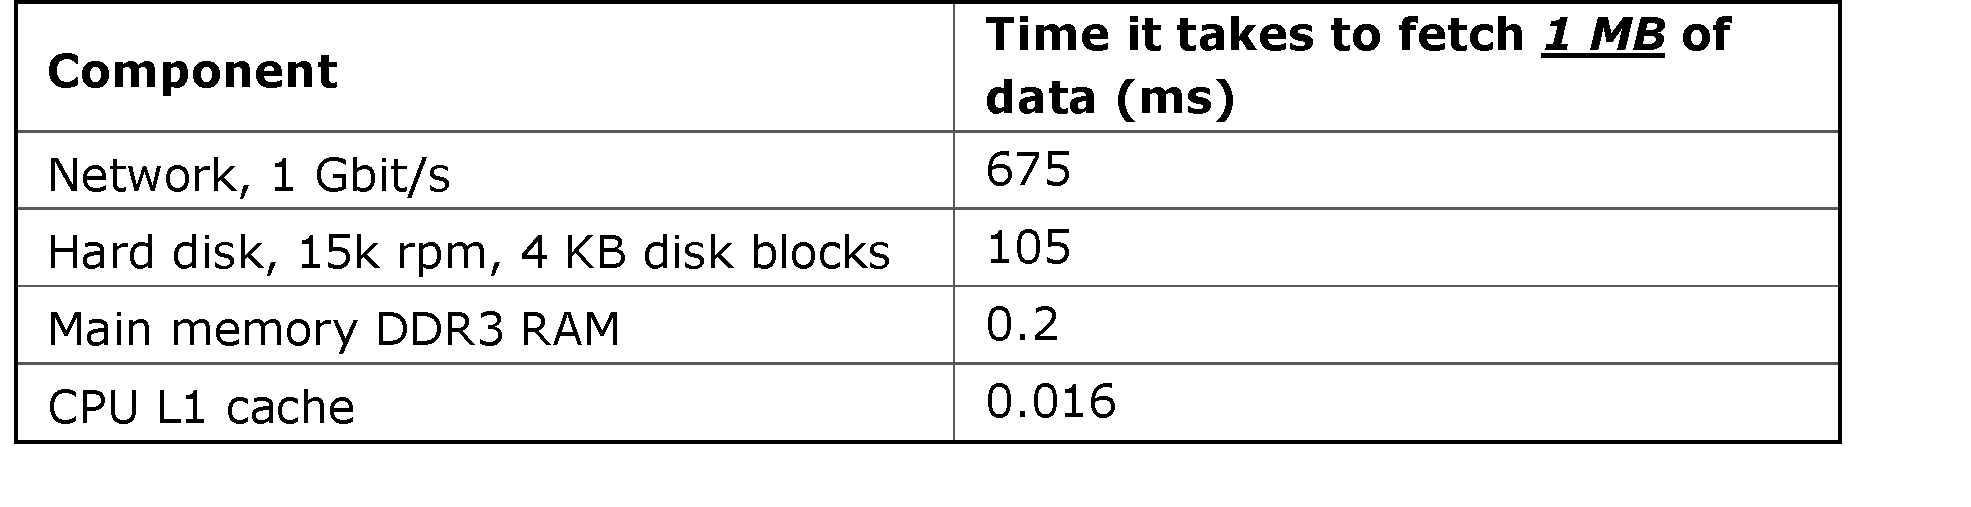 Component
Time it takes to fetch 1 MB of
data (ms)
Network, 1 Gbit/s
675
Hard disk, 15k rpm, 4 KB disk blocks
105
Main memory DDR3 RAM
0.2
CPU L1 cache
0.016